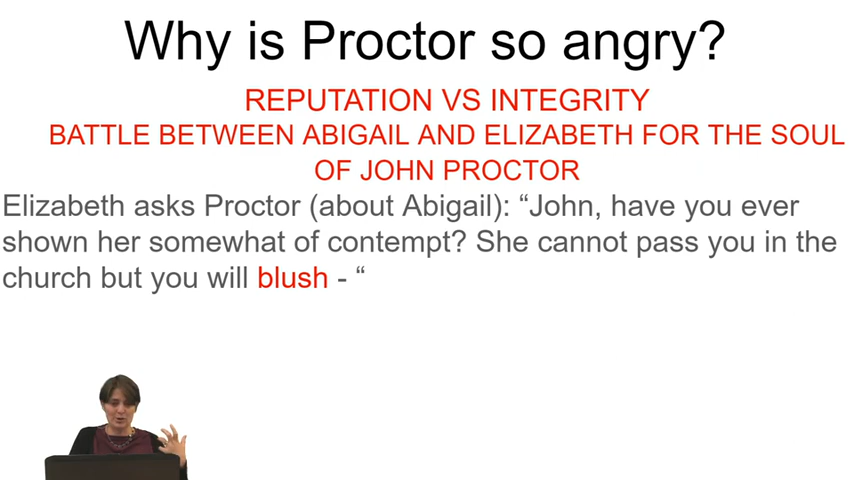 Why is Proctor so angry?
REPUTATION VS INTEGRITY
BATTLE BETWEEN ABIGAIL AND ELIZABETH FOR THE SOUL
OF JOHN PROCTOR
Elizabeth asks Proctor (about Abigail): “John, have you ever
shown her somewhat of contempt? She cannot pass you in the
church but you will blush - “